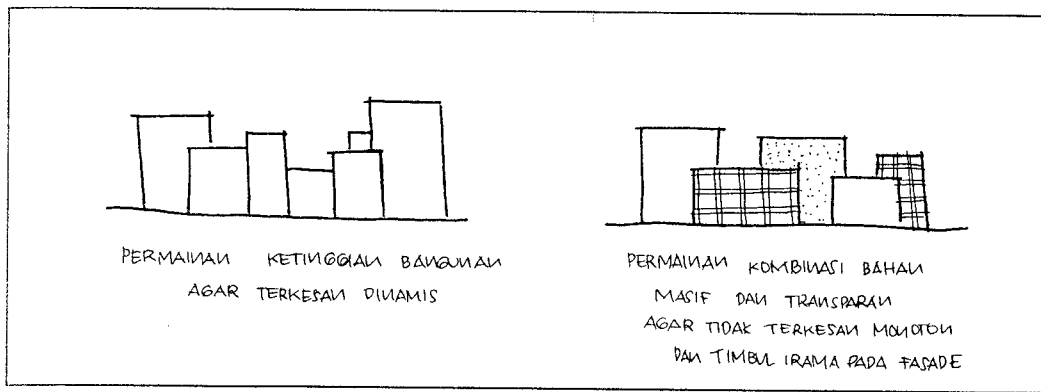 PERMAINAN KETINGGIAN BANGUNAN
AGAR TERKESAN DINAMIS
PERMAINAN KOMBINASI BAHAN
MASIF DAN TRANSPARAN
AGAR TIDAK TERKESAN MONOTON
DAN TIMBUL IRAMA PADA FASADE